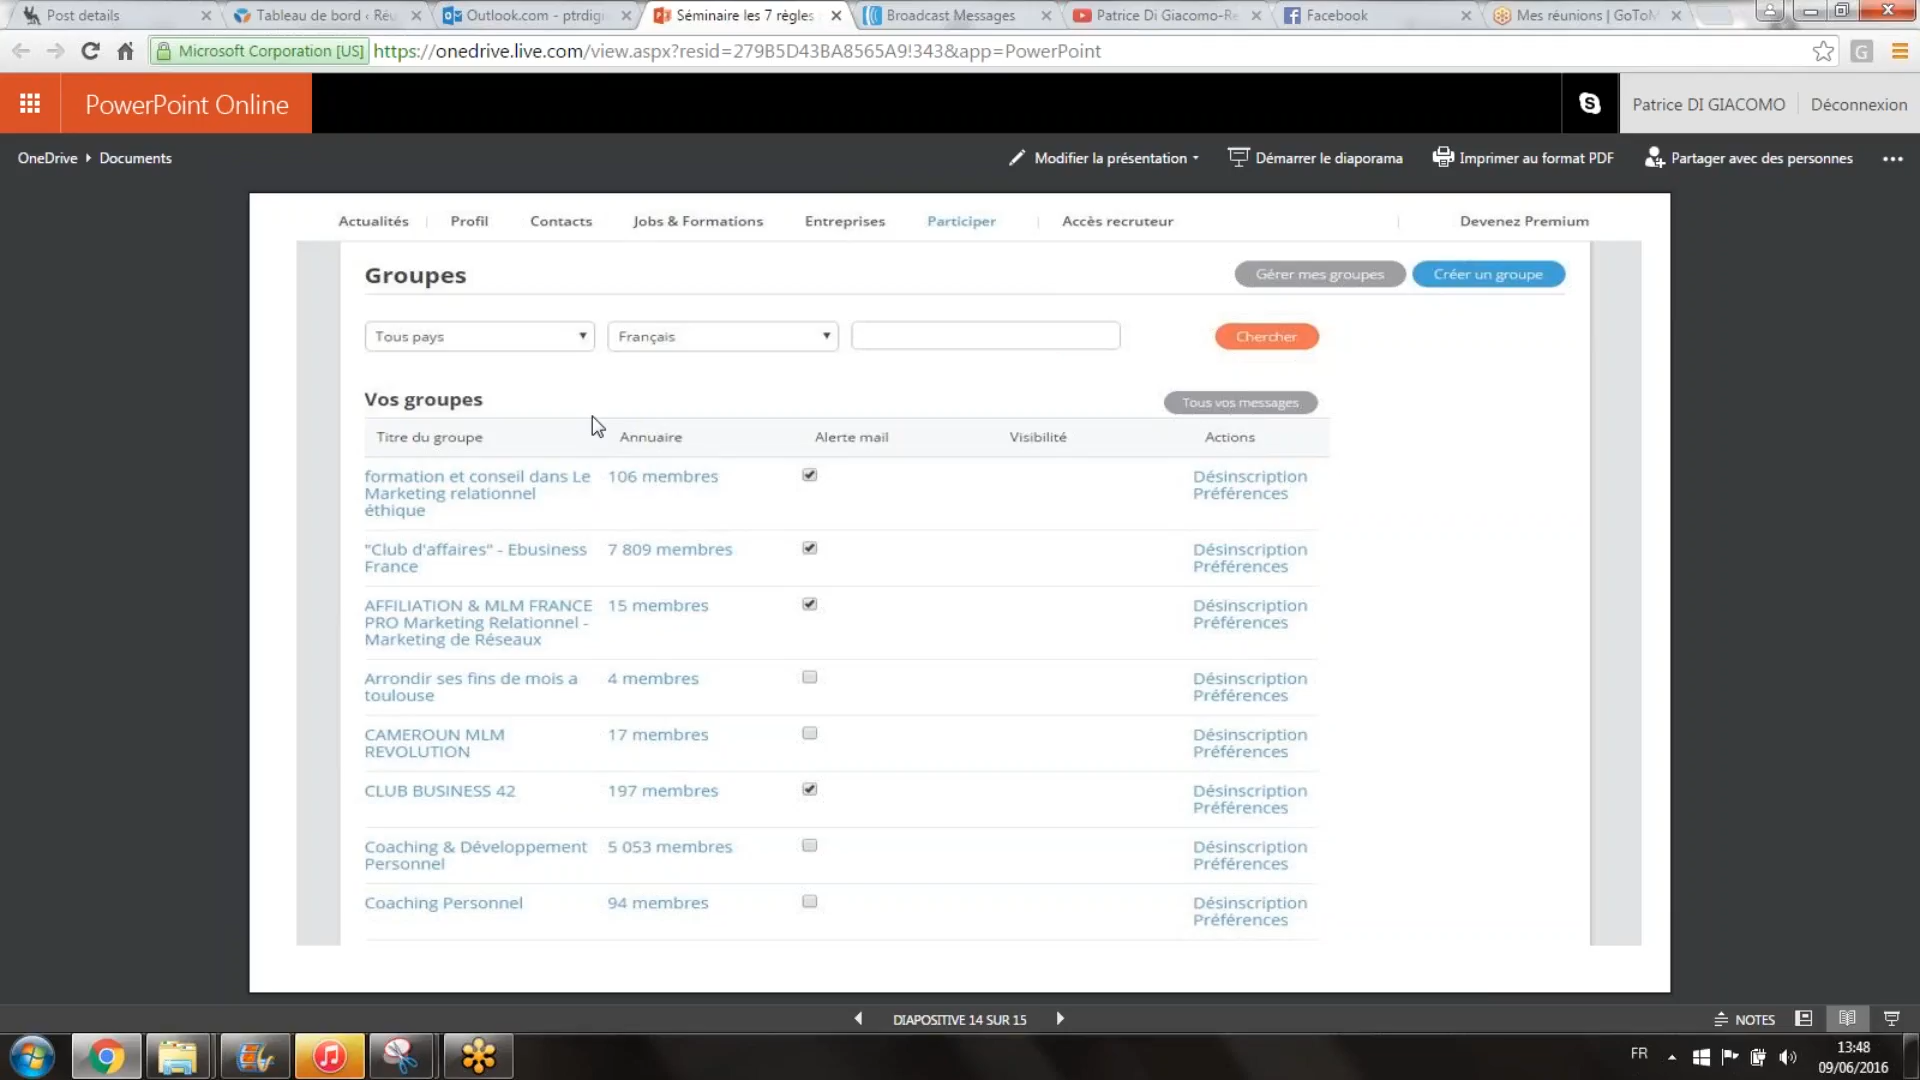 Post details
Tableau de bord ‹ Réu
Outlook.com - ptrdig
Séminaire les 7 règles
Broadcast Messages
Patrice Di Giacomo-Re
Facebook
Mes réunions | GoToM
Microsoft Corporation [US]
https://onedrive.live.com/view.aspx?resid=279B5D43BA8565A9!343&app=PowerPoint
G
PowerPoint Online
Patrice DI GIACOMO
Déconnexion
OneDrive
Documents
Modifier la présentation
Démarrer le diaporama
Imprimer au format PDF
Partager avec des personnes
Actualités
Profil
Contacts
Jobs & Formations
Entreprises
Participer
Accès recruteur
Devenez Premium
Groupes
Gérer mes groupes
Créer un groupe
Tous pays
Français
Chercher
Vos groupes
Tous vos messages
Titre du groupe
Annuaire
Alerte mail
Visibilité
Actions
formation et conseil dans Le
Marketing relationnel
éthique
106 membres
Désinscription
Préférences
"Club d'affaires" - Ebusiness
France
7 809 membres
Désinscription
Préférences
AFFILIATION & MLM FRANCE
PRO Marketing Relationnel -
Marketing de Réseaux
15 membres
Désinscription
Préférences
Arrondir ses fins de mois a
toulouse
4 membres
Désinscription
Préférences
CAMEROUN MLM
REVOLUTION
17 membres
Désinscription
Préférences
CLUB BUSINESS 42
197 membres
Désinscription
Préférences
Coaching & Développement
Personnel
5 053 membres
Désinscription
Préférences
Coaching Personnel
94 membres
Désinscription
Préférences
DIAPOSITIVE 14 SUR 15
NOTES
FR
13:48
09/06/2016